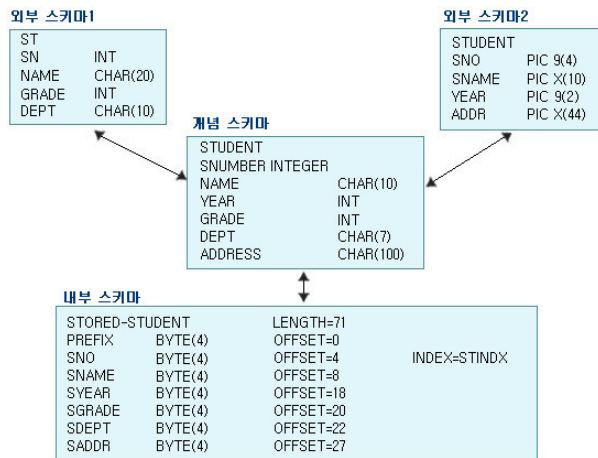 외부 스키마1
ST
SN INT
NAME CHAR(20)
GRADE INT
DEPT CHAR(10)
외부 스키마2
STUDENT
SNO PIC 9(4)
SNAME PIC X(10)
YEAR PIC 9(2)
ADDR PIC X(44)
개념 스키마
STUDENT
SNUMBER INTEGER
NAME CHAR(10)
YEAR INT
GRADE INT
DEPT CHAR(7)
ADDRESS CHAR(100)
내부 스키마
STORED-STUDENT LENGTH=71
PREFIX BYTE(4) OFFSET=0
SNO BYTE(4) OFFSET=4 INDEX=STINDX
SNAME BYTE(4) OFFSET=8
SYEAR BYTE(4) OFFSET=18
SGRADE BYTE(4) OFFSET=20
SDEPT BYTE(4) OFFSET=22
SADDR BYTE(4) OFFSET=27